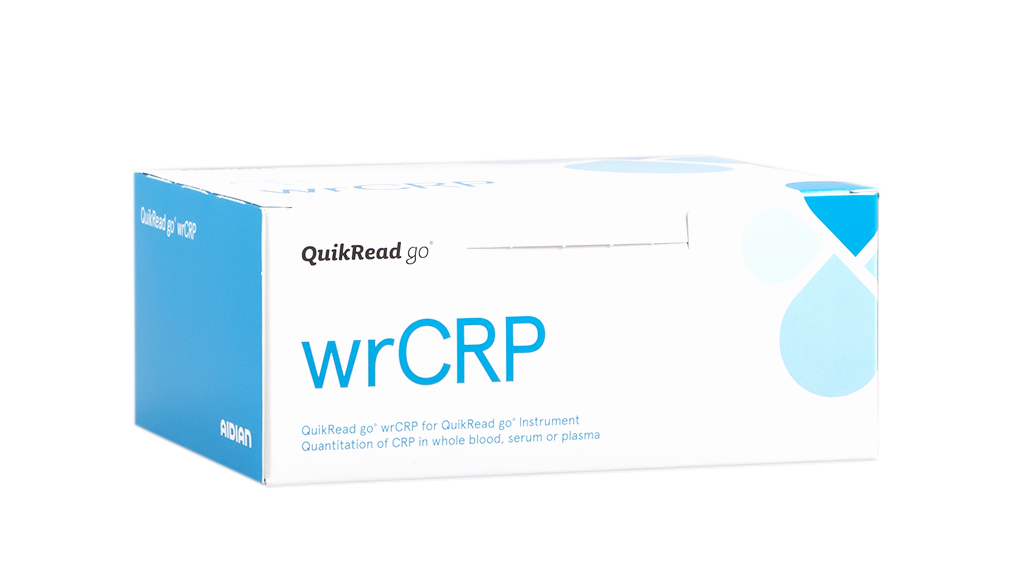 wrCRP
QuikRead go® wrCRP
QuikRead go®
wrCRP
QuikRead go® wrCRP for QuikRead go® Instrument
Quantitation of CRP in whole blood, serum or plasma
AIDIAN